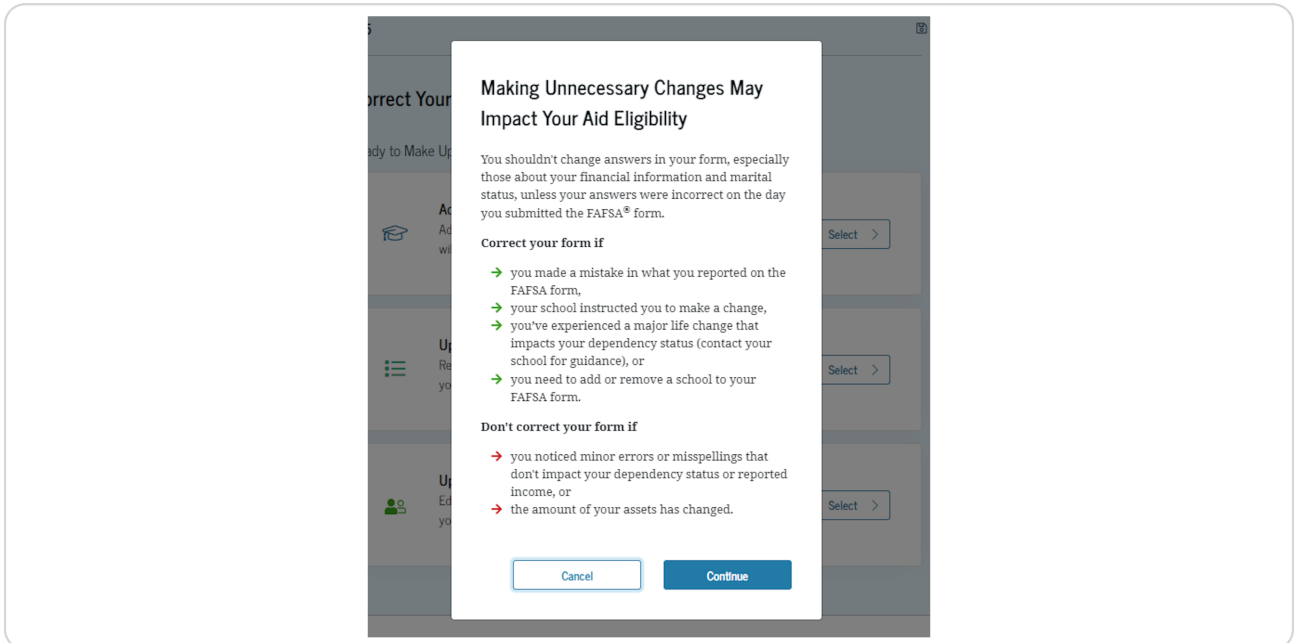 orrect Your
ady to Make Up
Making Unnecessary Changes May
Impact Your Aid Eligibility
You shouldn't change answers in your form, especially
those about your financial information and marital
status, unless your answers were incorrect on the day
you submitted the FAFSA® form.
Correct your form if
you made a mistake in what you reported on the
FAFSA form,
your school instructed you to make a change,
you've experienced a major life change that
impacts your dependency status (contact your
school for guidance), or
you need to add or remove a school to your
FAFSA form.
Don't correct your form if
you noticed minor errors or misspellings that
don't impact your dependency status or reported
income, or
the amount of your assets has changed.
Cancel
Continue
Select
Select
Select